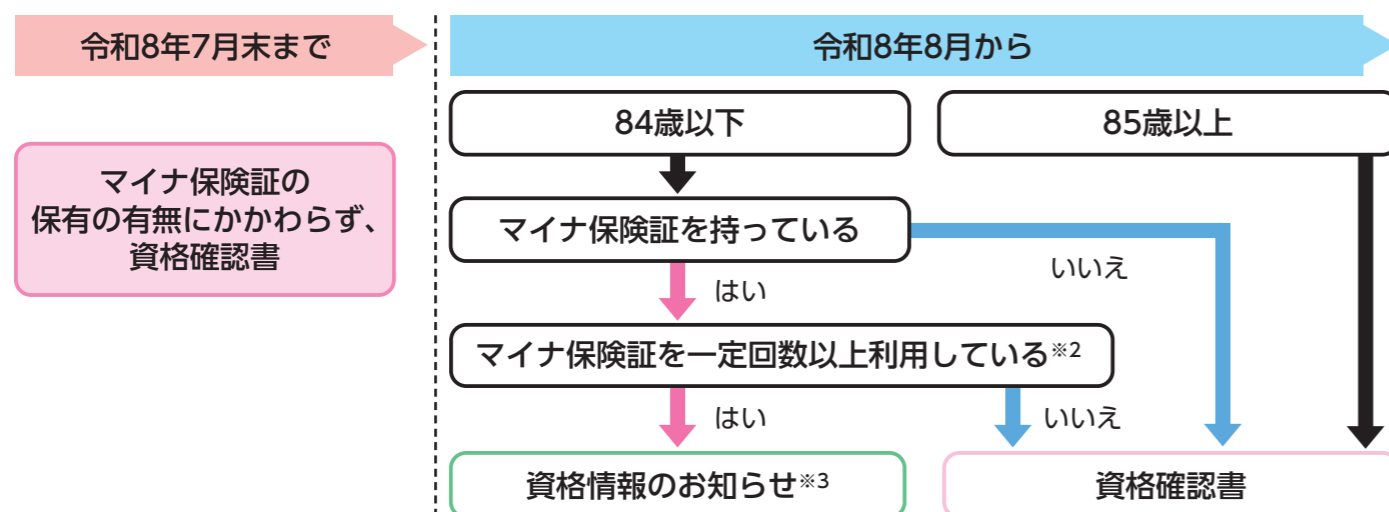 令和8年7月末まで
令和8年8月から
マイナ保険証の
保有の有無にかかわらず、
資格確認書
84歳以下
85歳以上
マイナ保険証を持っている
いいえ
はい
マイナ保険証を一定回数以上利用している※2
はい
いいえ
資格情報のお知らせ※3
資格確認書